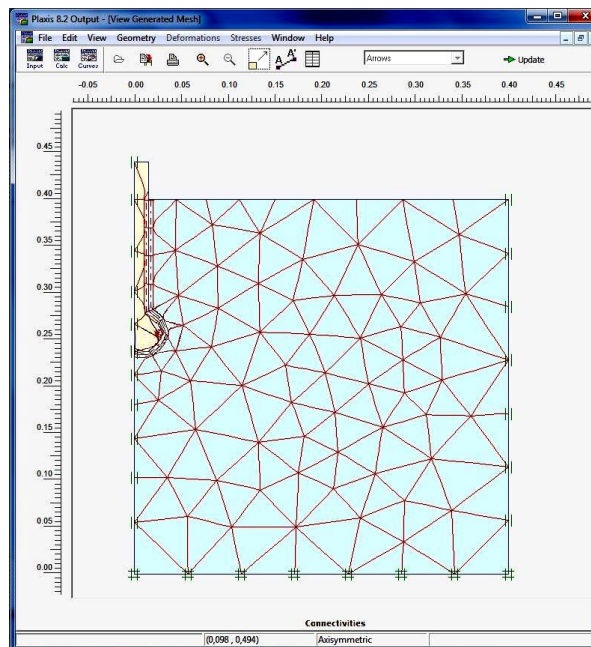 Plaxis 8.2 Output - [View Generated Mesh]
File Edit View Geometry Deformations Stresses Window Help
Input Calc Curves Arrows Update
-0.05 0.00 0.05 0.10 0.15 0.20 0.25 0.30 0.35 0.40 0.45
0.45
0.40
0.35
0.30
0.25
0.20
0.15
0.10
0.05
0.00
Connectivities
(0,098 , 0,494) Axisymmetric